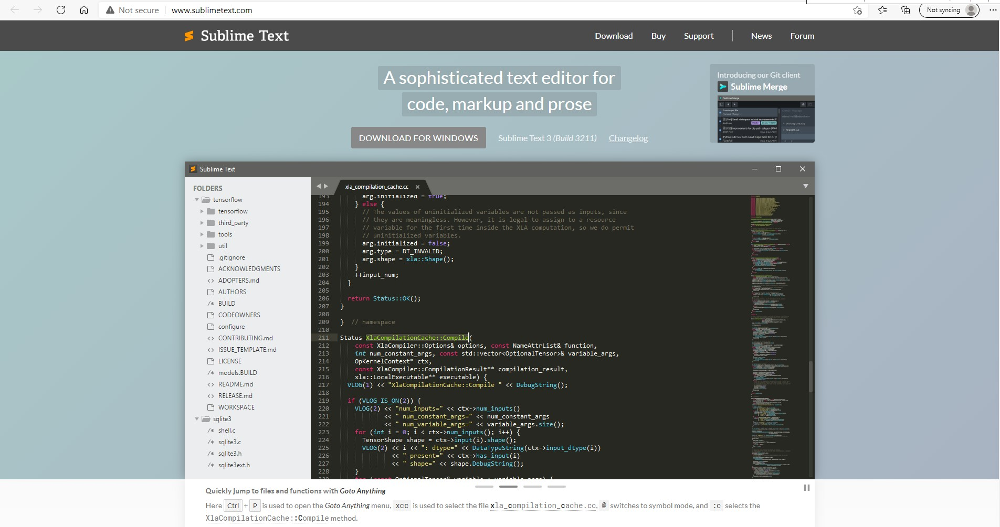 Not secure
www.sublimetext.com
Not syncing
Sublime Text
Download
Buy
Support
News
Forum
A sophisticated text editor for
code, markup and prose
DOWNLOAD FOR WINDOWS
Sublime Text 3 (Build 3211)
Changelog
Introducing our Git client
Sublime Merge
Sublime Merge
Sublime Text
FOLDERS
tensorflow
tensorflow
third_party
tools
util
.gitignore
ACKNOWLEDGMENTS
<> ADOPTERS.md
AUTHORS
/* BUILD
CODEOWNERS
configure
<> CONTRIBUTING.md
<> ISSUE_TEMPLATE.md
LICENSE
/* models.BUILD
<> README.md
<> RELEASE.md
WORKSPACE
sqlite3
/* shell.c
/* sqlite3.c
/* sqlite3.h
/* sqlite3ext.h
xla_compilation_cache.cc
193 arg.initialized = true;
194 } else {
195 // The values of uninitialized variables are not passed as inputs, since
196 // they are meaningless. However, it is legal to assign to a resource
197 // variable for the first time inside the XLA computation, so we do permit
198 // uninitialized variables.
199 arg.initialized = false;
200 arg.type = DT_INVALID;
201 arg.shape = xla::Shape();
202 }
203 ++input_num;
204 }
205
206 return Status::OK();
207 }
208
209 } // namespace
210
211 Status XlaCompilationCache::Compile(
212 const XlaCompiler::Options& options, const NameAttrList& function,
213 int num_constant_args, const std::vector<OptionalTensor>& variable_args,
214 OpKernelContext* ctx,
215 const XlaCompiler::CompilationResult** compilation_result,
216 xla::LocalExecutable** executable) {
217 VLOG(1) << "XlaCompilationCache::Compile " << DebugString();
218
219 if (VLOG_IS_ON(2)) {
220 VLOG(2) << "num_inputs=" << ctx->num_inputs()
221 << " num_constant_args=" << num_constant_args
222 << " num_variable_args=" << variable_args.size();
223 for (int i = 0; i < ctx->num_inputs(); i++) {
224 TensorShape shape = ctx->input(i).shape();
225 VLOG(2) << i << ": dtype=" << DataTypeString(ctx->input_dtype(i))
226 << " present=" << ctx->has_input(i)
227 << " shape=" << shape.DebugString();
228 }
229 for (const OptionalTensor& variable : variable_args) {
Quickly jump to files and functions with Goto Anything
Here Ctrl + P is used to open the Goto Anything menu, xcc is used to select the file xla_compilation_cache.cc, @ switches to symbol mode, and :c selects the
XlaCompilationCache::Compile method.